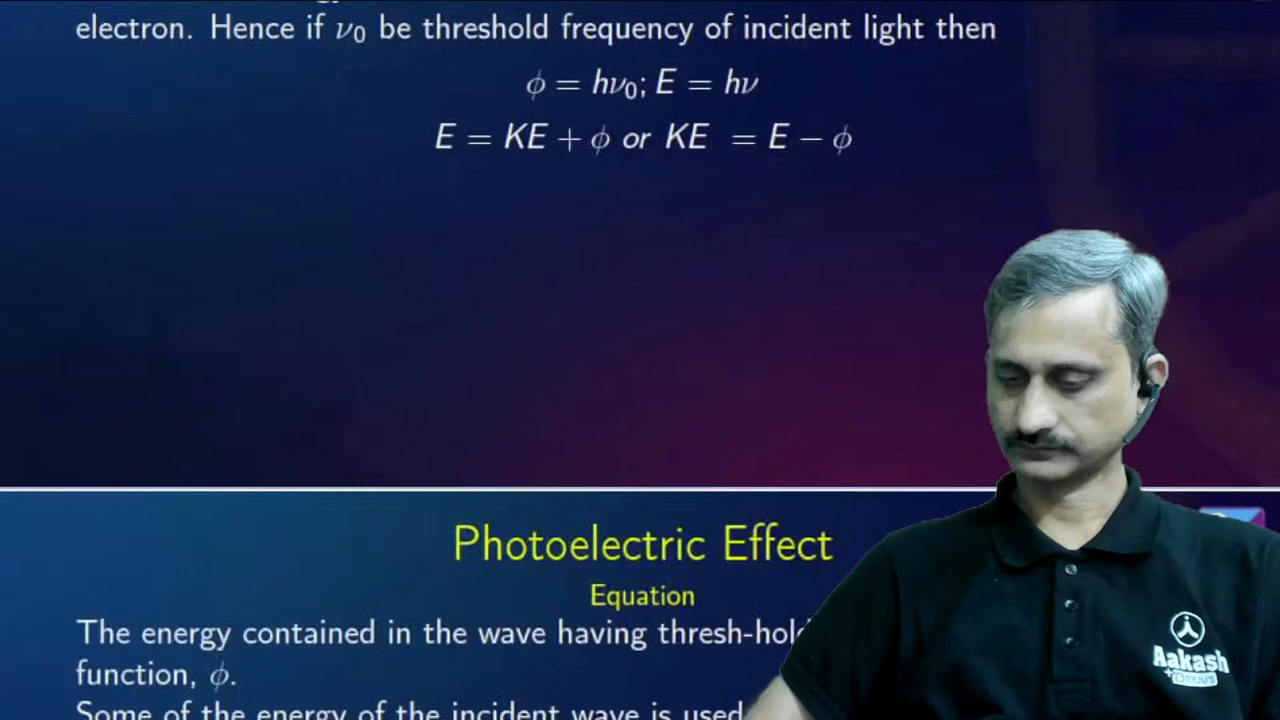 electron. Hence if ν₀ be threshold frequency of incident light then
ϕ = hν₀; E = hν
E = KE + ϕ or KE = E − ϕ
Photoelectric Effect
Equation
The energy contained in the wave having
function, ϕ.
Some of the energy of the incident wave is used
Aakash